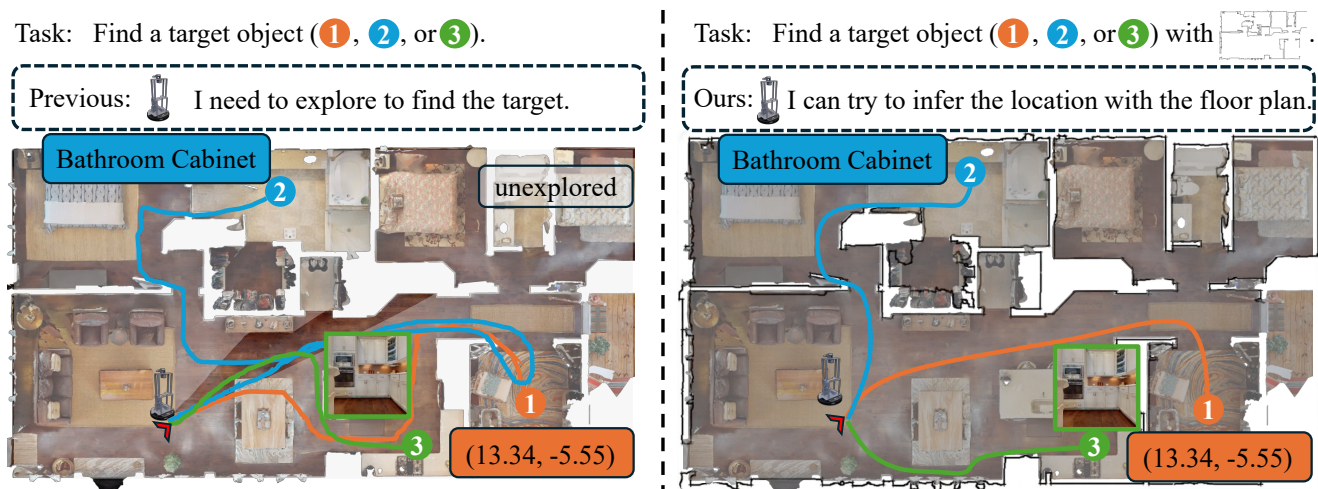 Task: Find a target object (1, 2, or 3).
Previous: I need to explore to find the target.
Bathroom Cabinet
2
unexplored
1
3
(13.34, -5.55)
Task: Find a target object (1, 2, or 3) with .
Ours: I can try to infer the location with the floor plan.
Bathroom Cabinet
2
1
3
(13.34, -5.55)